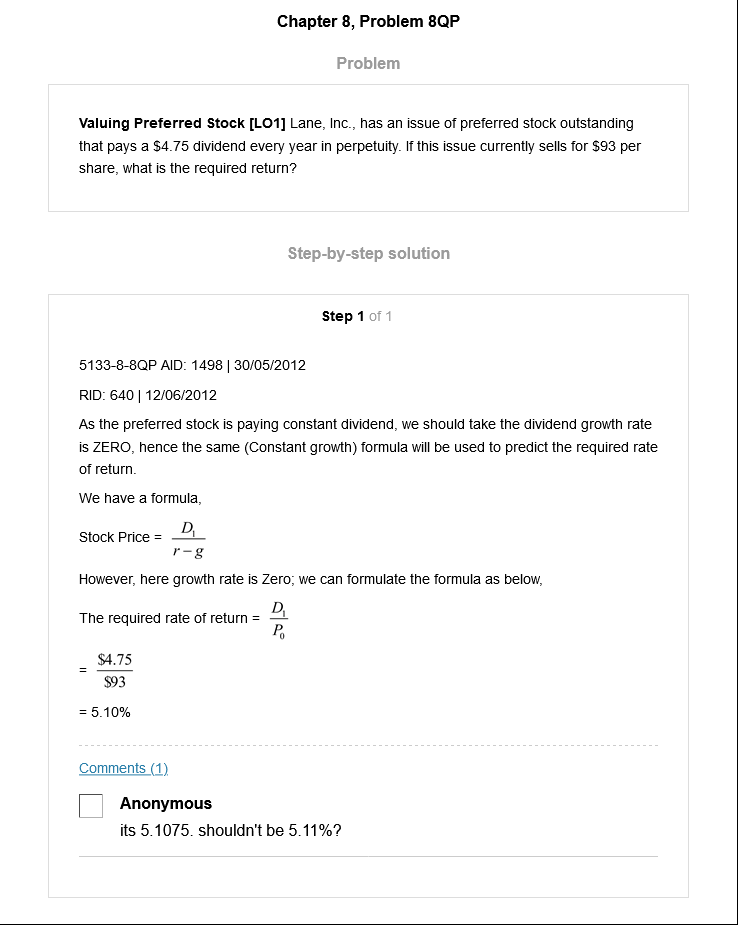 Chapter 8, Problem 8QP
Problem
Valuing Preferred Stock [LO1] Lane, Inc., has an issue of preferred stock outstanding
that pays a $4.75 dividend every year in perpetuity. If this issue currently sells for $93 per
share, what is the required return?
Step-by-step solution
Step 1 of 1
5133-8-8QP AID: 1498 | 30/05/2012
RID: 640 | 12/06/2012
As the preferred stock is paying constant dividend, we should take the dividend growth rate
is ZERO, hence the same (Constant growth) formula will be used to predict the required rate
of return.
We have a formula,
Stock Price = D₁ / r − g
However, here growth rate is Zero; we can formulate the formula as below,
The required rate of return = D₁ / P₀
= $4.75 / $93
= 5.10%
Comments (1)
Anonymous
its 5.1075. shouldn't be 5.11%?